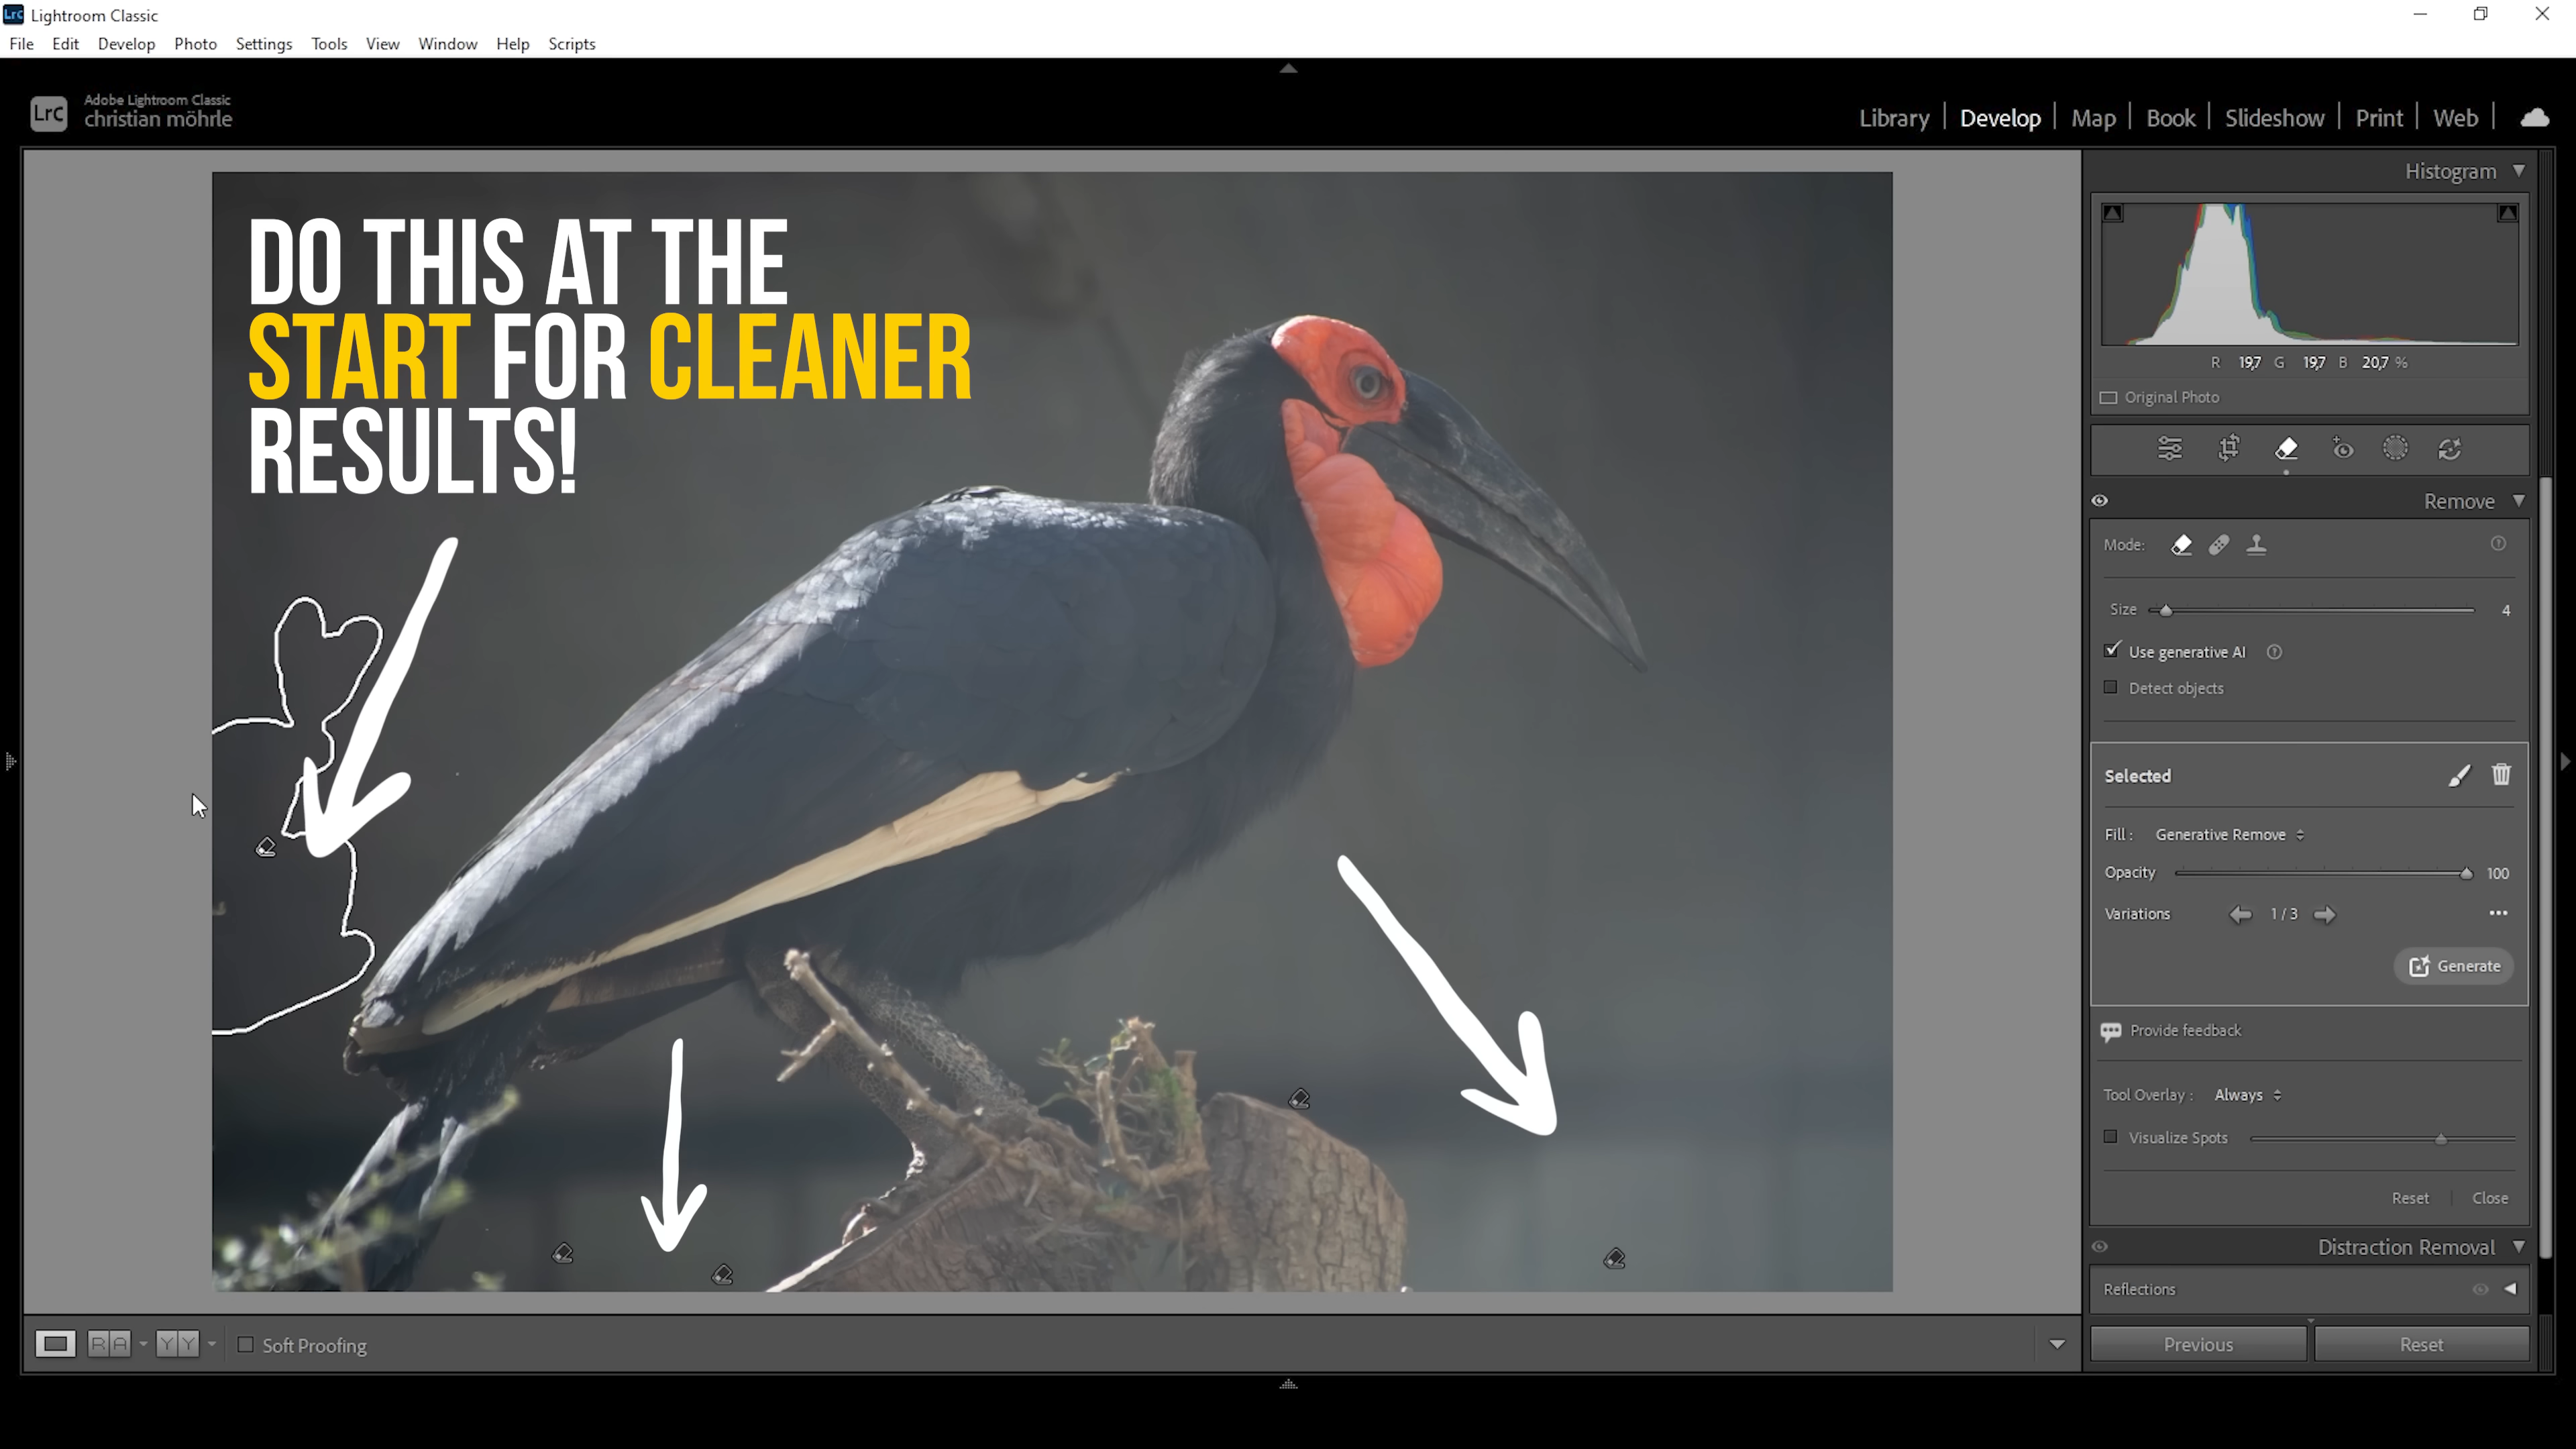 Lrc Lightroom Classic
File Edit Develop Photo Settings Tools View Window Help Scripts
Lrc
Adobe Lightroom Classic
christian möhrle
Library | Develop | Map | Book | Slideshow | Print | Web |
DO THIS AT THE
START FOR CLEANER
RESULTS!
Histogram
R 19,7 G 19,7 B 20,7 %
Original Photo
Remove
Mode:
Size 4
Use generative AI
Detect objects
Selected
Fill : Generative Remove
Opacity 100
Variations 1 / 3
Generate
Provide feedback
Tool Overlay : Always
Visualize Spots
Reset Close
Distraction Removal
Reflections
Previous Reset
R A Y Y Soft Proofing